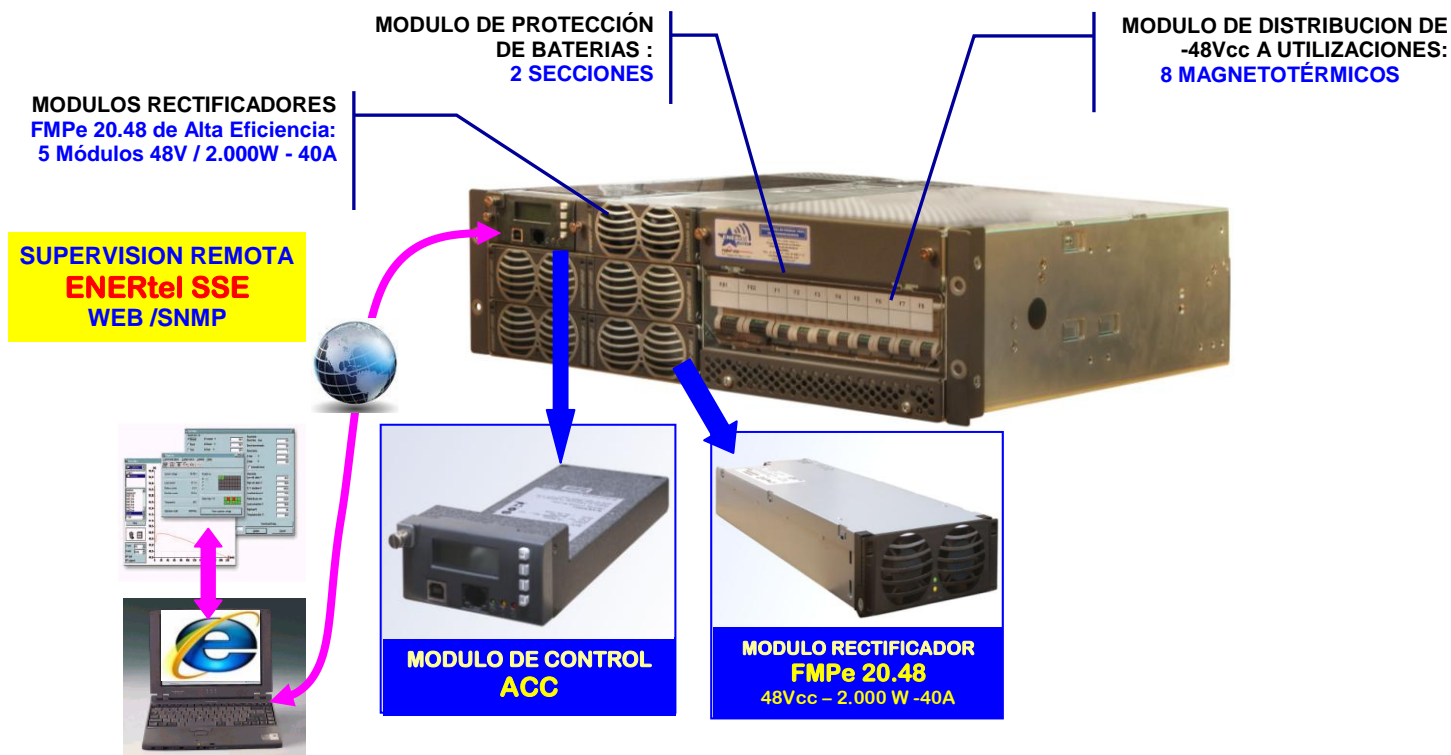 MODULO DE PROTECCIÓN
DE BATERIAS :
2 SECCIONES
MODULO DE DISTRIBUCION DE
-48Vcc A UTILIZACIONES:
8 MAGNETOTÉRMICOS
MODULOS RECTIFICADORES
FMPe 20.48 de Alta Eficiencia:
5 Módulos 48V / 2.000W - 40A
SUPERVISION REMOTA
ENERtel SSE
WEB /SNMP
MODULO DE CONTROL
ACC
MODULO RECTIFICADOR
FMPe 20.48
48Vcc – 2.000 W -40A